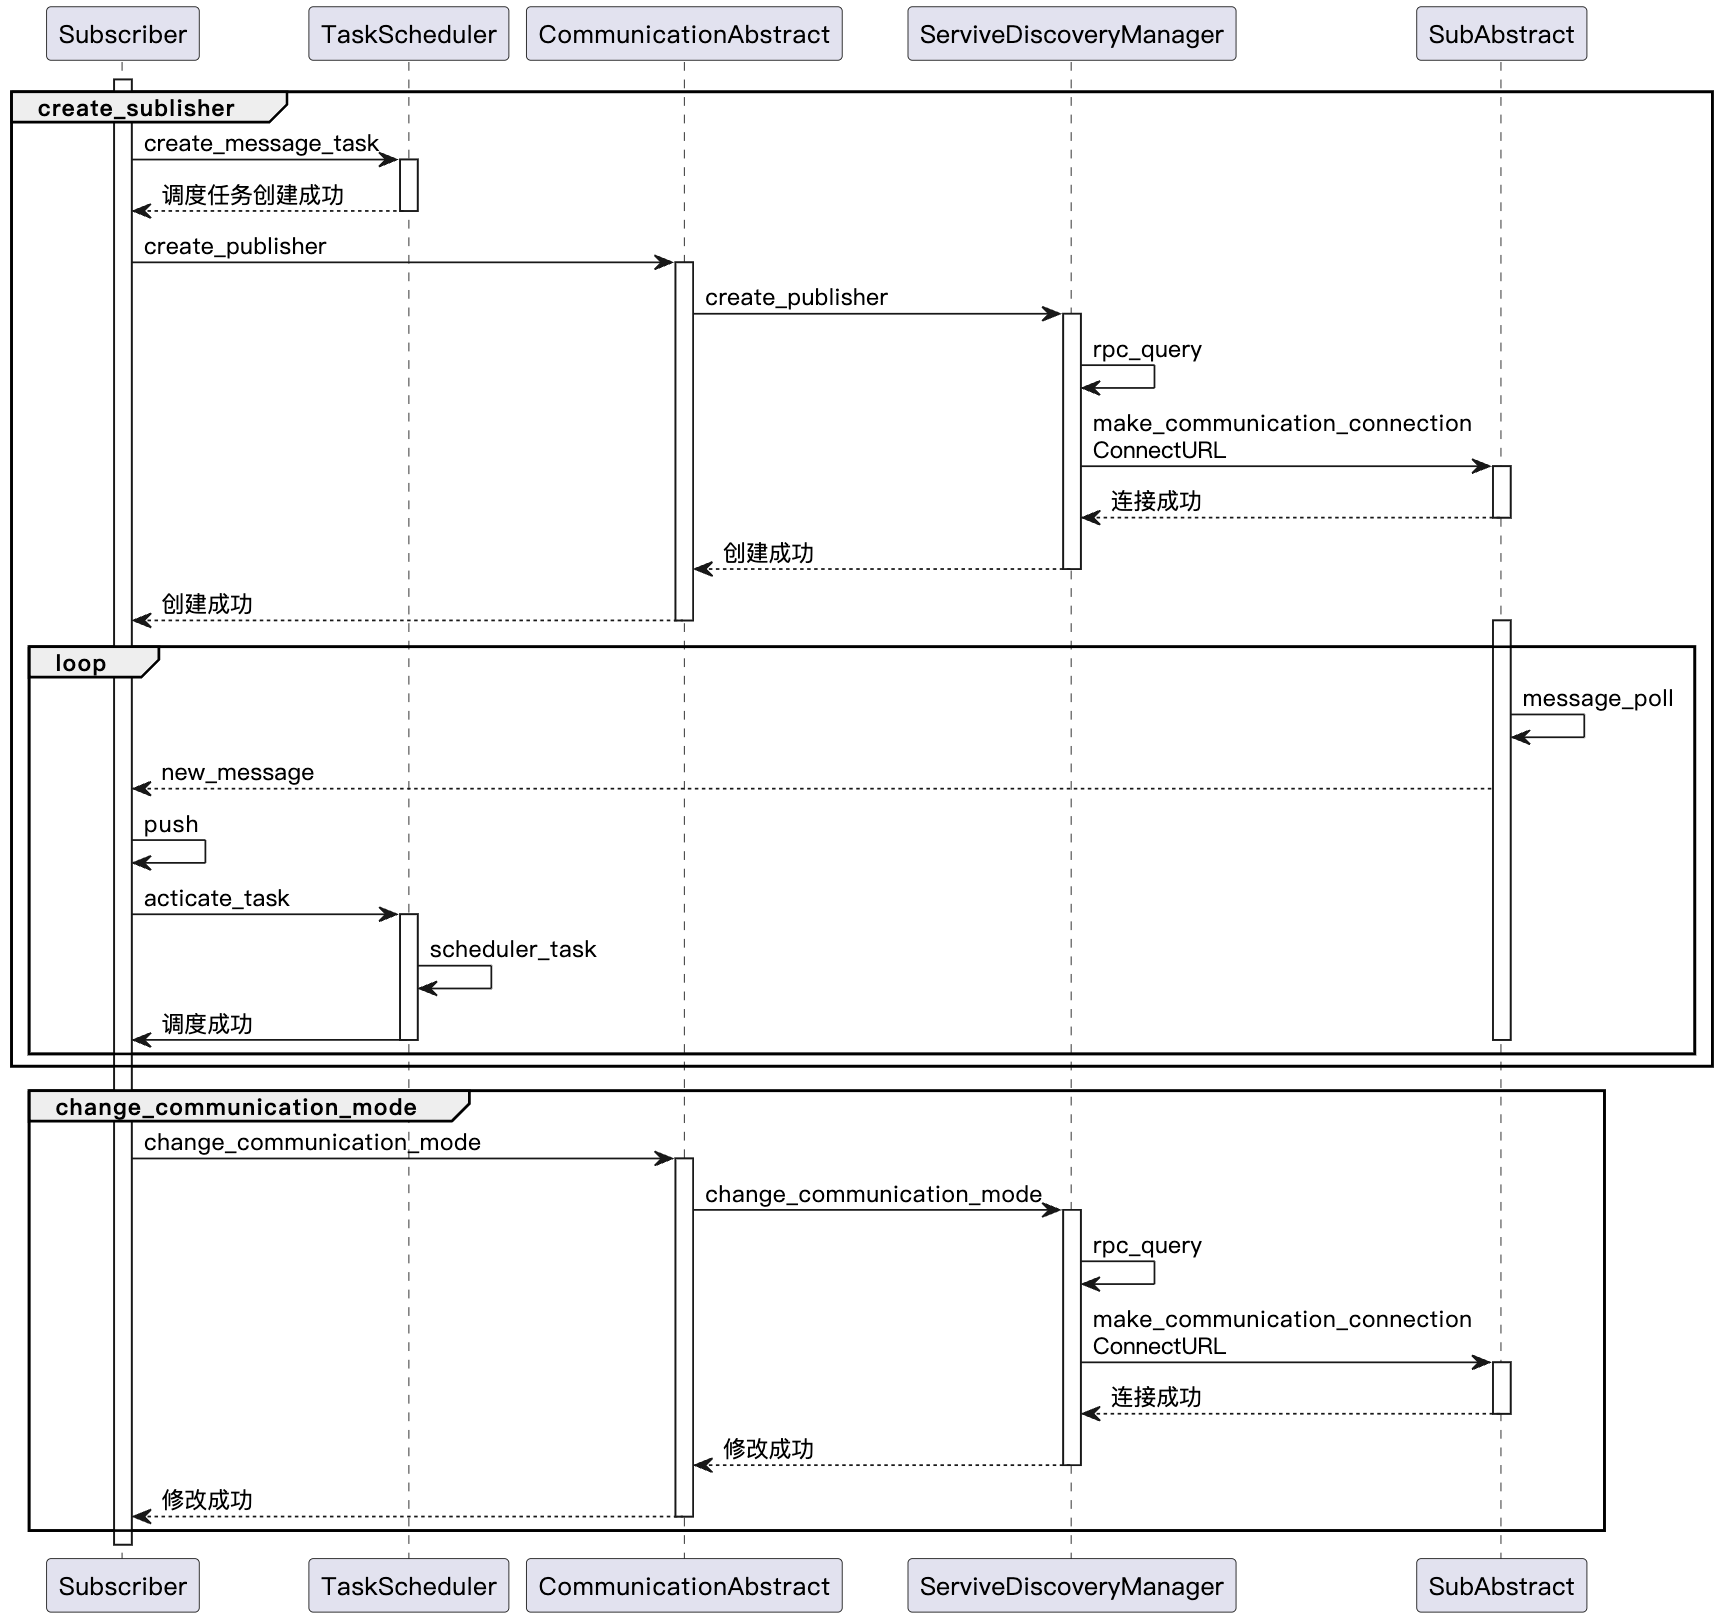 Subscriber
TaskScheduler
CommunicationAbstract
ServiveDiscoveryManager
SubAbstract
create_sublisher
create_message_task
调度任务创建成功
create_publisher
create_publisher
rpc_query
make_communication_connection
ConnectURL
连接成功
创建成功
创建成功
loop
message_poll
new_message
push
acticate_task
scheduler_task
调度成功
change_communication_mode
change_communication_mode
change_communication_mode
rpc_query
make_communication_connection
ConnectURL
连接成功
修改成功
修改成功
Subscriber
TaskScheduler
CommunicationAbstract
ServiveDiscoveryManager
SubAbstract